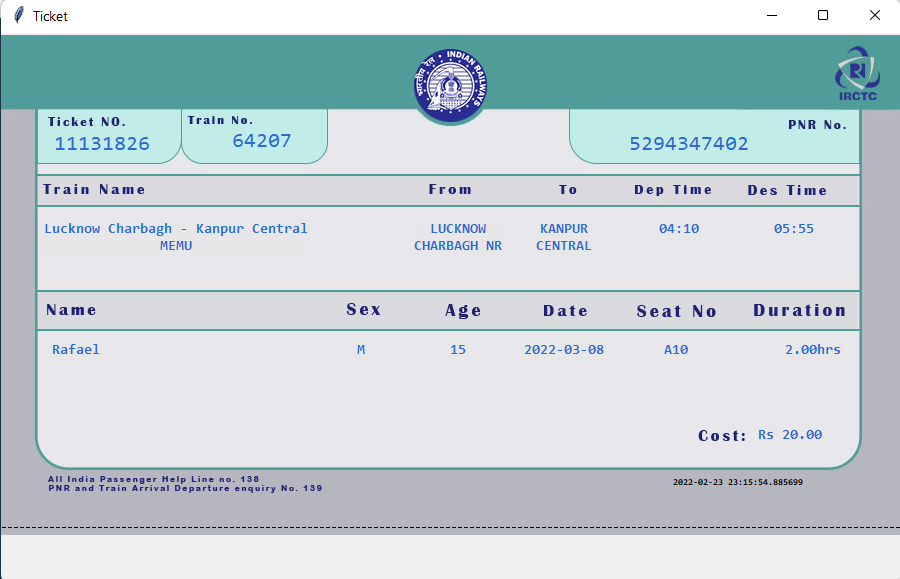 Ticket
भारतीय रेल • INDIAN RAILWAYS
IRCTC
Ticket NO.
11131826
Train No.
64207
PNR No.
5294347402
Train Name From To Dep Time Des Time
Lucknow Charbagh - Kanpur Central LUCKNOW KANPUR 04:10 05:55
MEMU CHARBAGH NR CENTRAL
Name Sex Age Date Seat No Duration
Rafael M 15 2022-03-08 A10 2.00hrs
Cost: Rs 20.00
All India Passenger Help Line no. 138
PNR and Train Arrival Departure enquiry No. 139
2022-02-23 23:15:54.885699